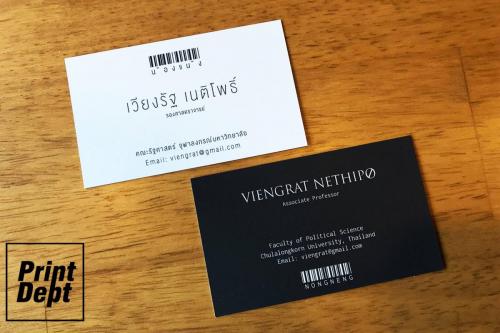 น้องแน่ง
เวียงรัฐ เนติโพธิ์
รองศาสตราจารย์
คณะรัฐศาสตร์ จุฬาลงกรณ์มหาวิทยาลัย
Email: viengrat@gmail.com
VIENGRAT NETHIPO
Associate Professor
Faculty of Political Science
Chulalongkorn University, Thailand
Email: viengrat@gmail.com
NONGNENG
Print
Dept